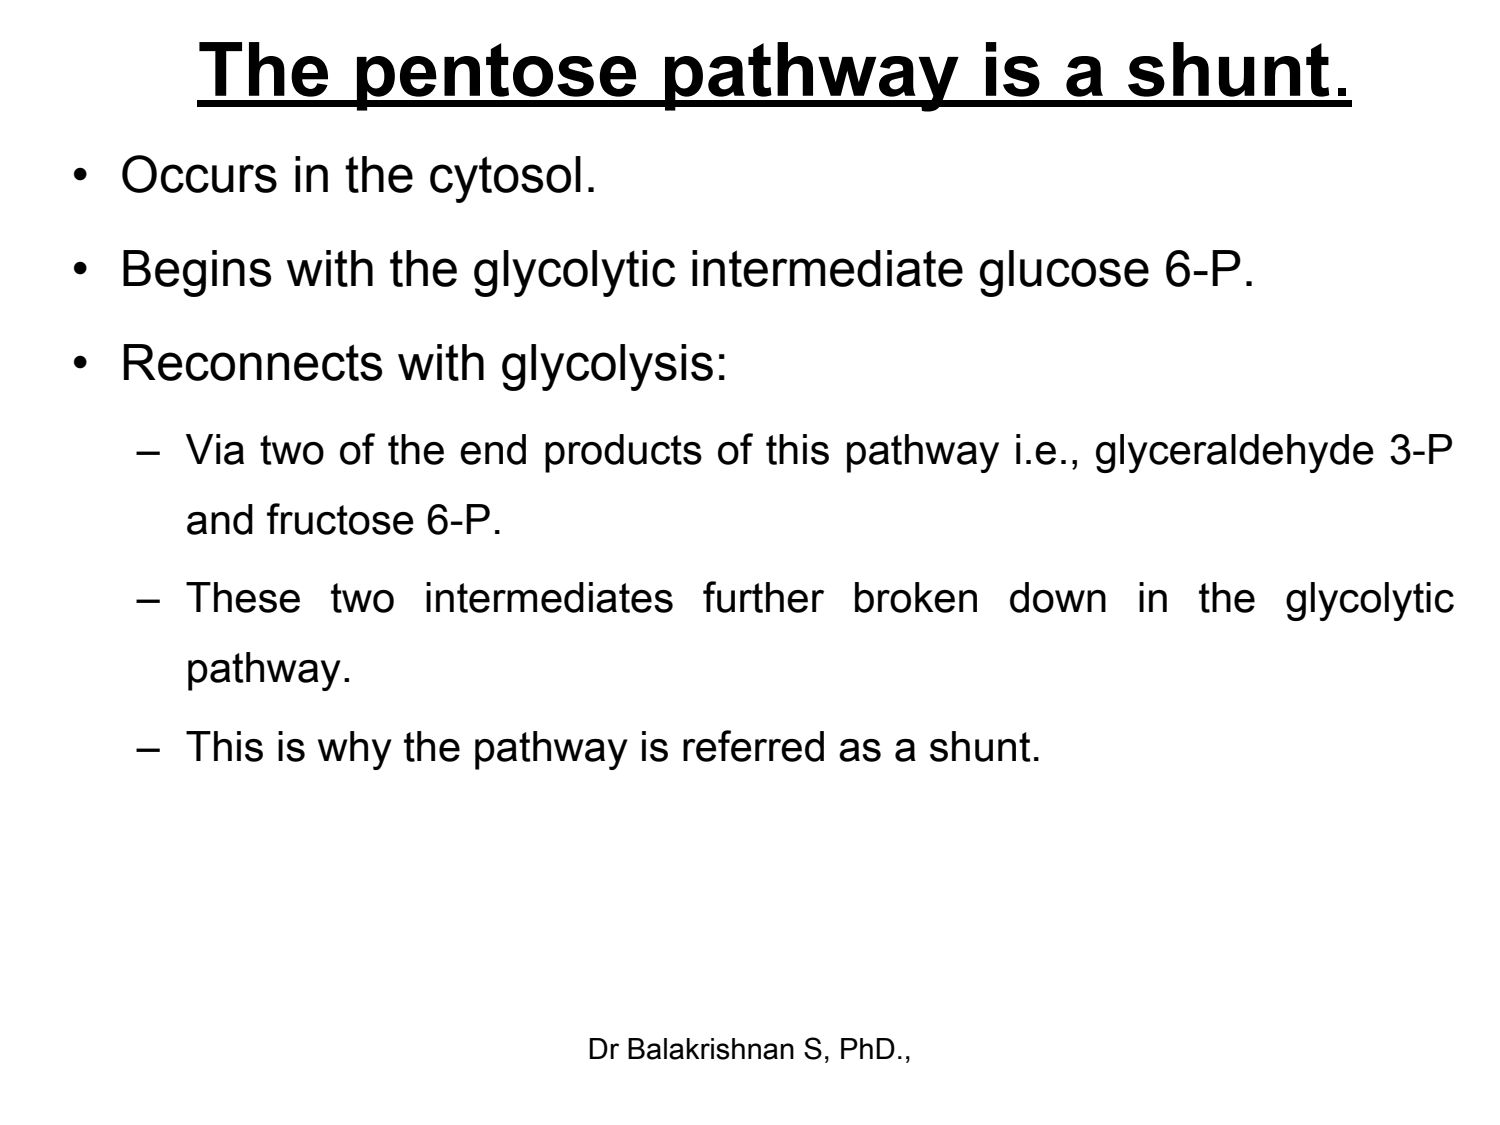 The pentose pathway is a shunt.
• Occurs in the cytosol.
• Begins with the glycolytic intermediate glucose 6-P.
• Reconnects with glycolysis:
– Via two of the end products of this pathway i.e., glyceraldehyde 3-P
and fructose 6-P.
– These two intermediates further broken down in the glycolytic
pathway.
– This is why the pathway is referred as a shunt.
Dr Balakrishnan S, PhD.,